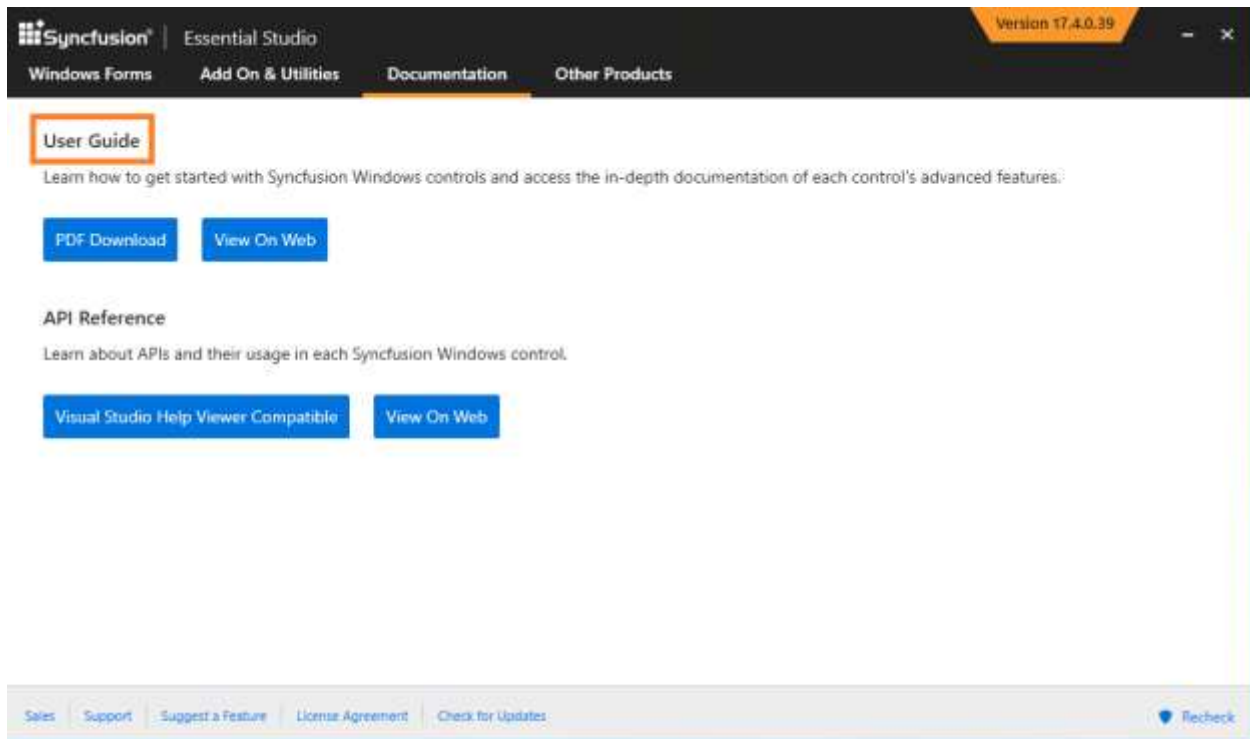 Syncfusion® | Essential Studio
Version 17.4.0.39
Windows Forms Add On & Utilities Documentation Other Products
User Guide
Learn how to get started with Syncfusion Windows controls and access the in-depth documentation of each control's advanced features.
PDF Download View On Web
API Reference
Learn about APIs and their usage in each Syncfusion Windows control.
Visual Studio Help Viewer Compatible View On Web
Sales Support Suggest a Feature License Agreement Check for Updates Recheck